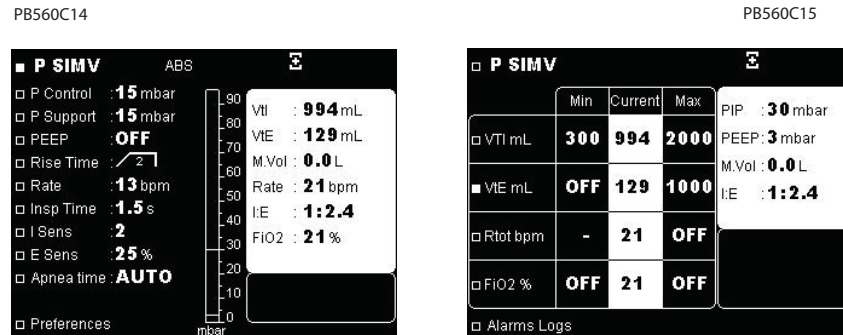 PB560C14
PB560C15
P SIMV ABS
P Control :15 mbar
P Support :15 mbar
PEEP :OFF
Rise Time : 2
Rate :13 bpm
Insp Time :1.5 s
I Sens :2
E Sens :25 %
Apnea time :AUTO
Preferences
90
80
70
60
50
40
30
20
10
0
mbar
VtI : 994 mL
VtE : 129 mL
M.Vol : 0.0 L
Rate : 21 bpm
I:E : 1:2.4
FiO2 : 21 %
P SIMV
Min Current Max
VTI mL 300 994 2000
VtE mL OFF 129 1000
Rtot bpm - 21 OFF
FiO2 % OFF 21 OFF
Alarms Logs
PIP : 30 mbar
PEEP: 3 mbar
M.Vol : 0.0 L
I:E : 1:2.4